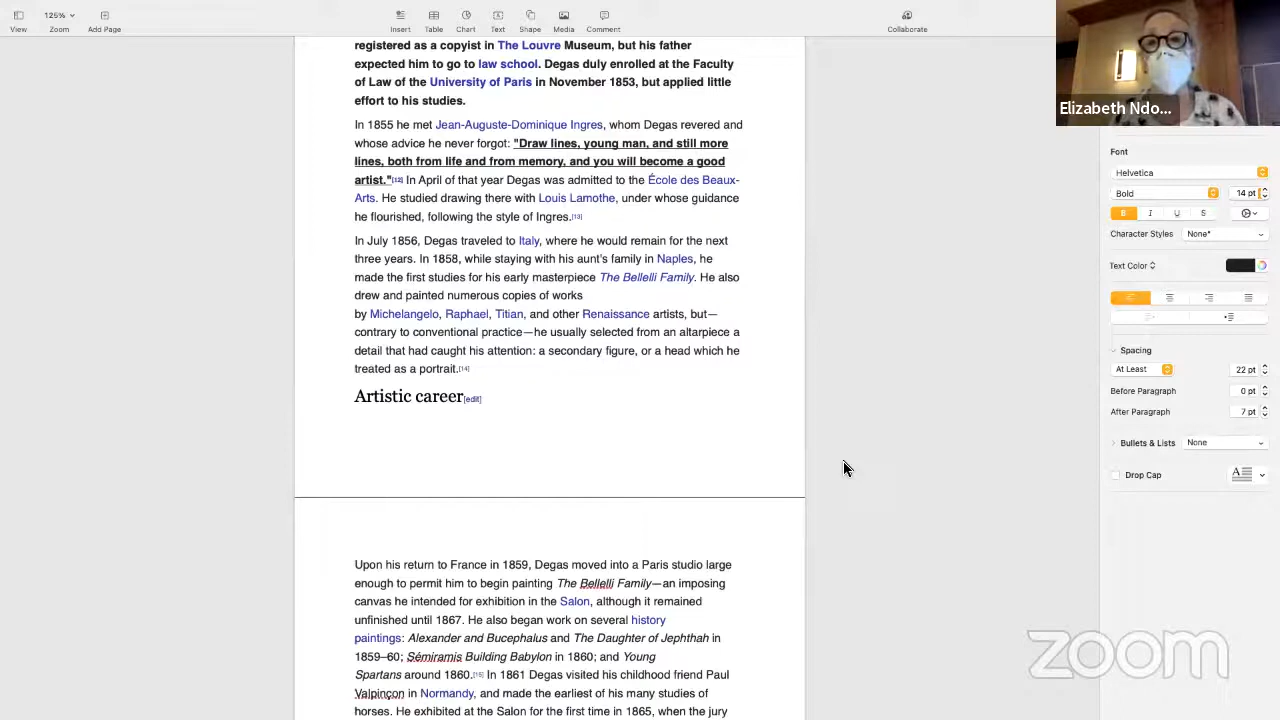 125%
View
Zoom
Add Page
Insert
Table
Chart
Text
Shape
Media
Comment
Collaborate
Elizabeth Ndo...
registered as a copyist in The Louvre Museum, but his father
expected him to go to law school. Degas duly enrolled at the Faculty
of Law of the University of Paris in November 1853, but applied little
effort to his studies.
In 1855 he met Jean-Auguste-Dominique Ingres, whom Degas revered and
whose advice he never forgot: "Draw lines, young man, and still more
lines, both from life and from memory, and you will become a good
artist."[12] In April of that year Degas was admitted to the École des Beaux-
Arts. He studied drawing there with Louis Lamothe, under whose guidance
he flourished, following the style of Ingres.[13]
In July 1856, Degas traveled to Italy, where he would remain for the next
three years. In 1858, while staying with his aunt's family in Naples, he
made the first studies for his early masterpiece The Bellelli Family. He also
drew and painted numerous copies of works
by Michelangelo, Raphael, Titian, and other Renaissance artists, but—
contrary to conventional practice—he usually selected from an altarpiece a
detail that had caught his attention: a secondary figure, or a head which he
treated as a portrait.[14]
Artistic career[edit]
Upon his return to France in 1859, Degas moved into a Paris studio large
enough to permit him to begin painting The Bellelli Family—an imposing
canvas he intended for exhibition in the Salon, although it remained
unfinished until 1867. He also began work on several history
paintings: Alexander and Bucephalus and The Daughter of Jephthah in
1859–60; Sémiramis Building Babylon in 1860; and Young
Spartans around 1860.[15] In 1861 Degas visited his childhood friend Paul
Valpinçon in Normandy, and made the earliest of his many studies of
horses. He exhibited at the Salon for the first time in 1865, when the jury
Font
Helvetica
Bold
14 pt
B I U S
Character Styles
None*
Text Color
Spacing
At Least
22 pt
Before Paragraph
0 pt
After Paragraph
7 pt
Bullets & Lists
None
Drop Cap
A
zoom